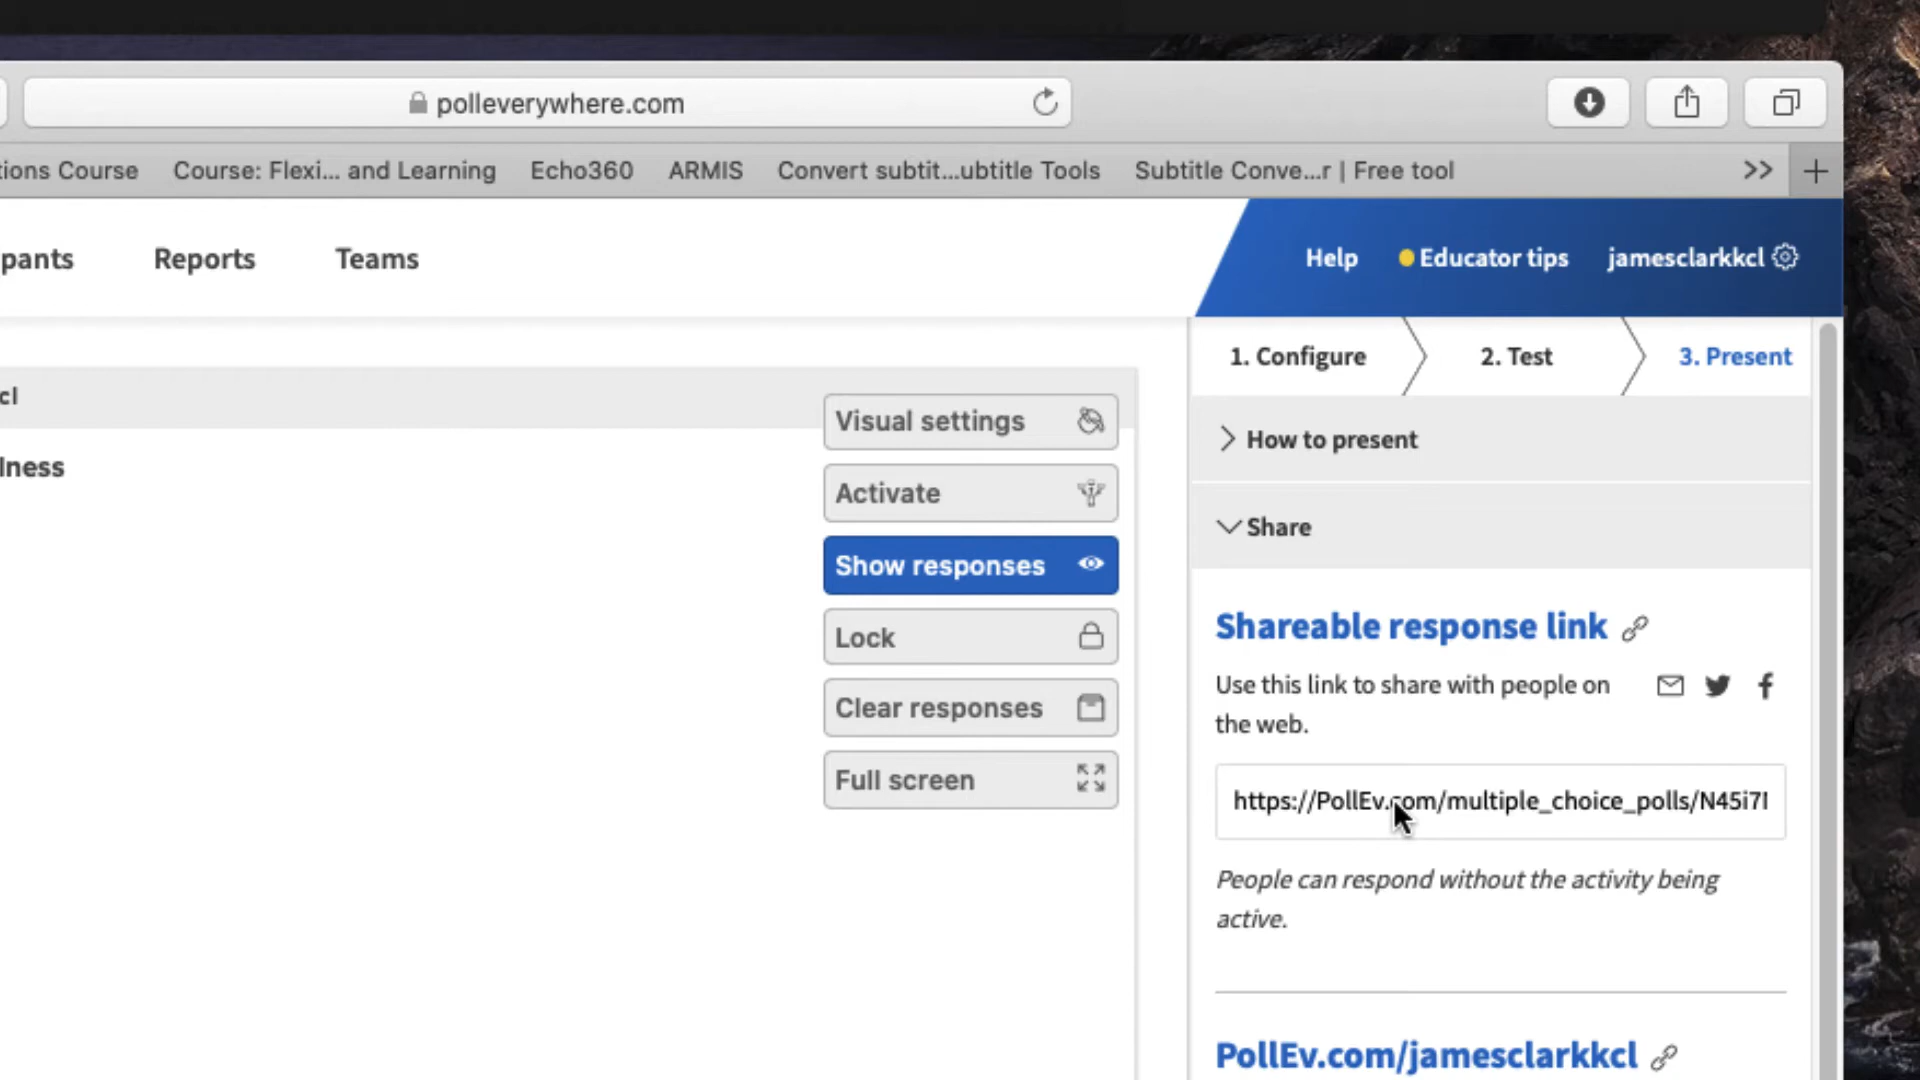 polleverywhere.com
tions Course Course: Flexi... and Learning Echo360 ARMIS Convert subtit...ubtitle Tools Subtitle Conve...r | Free tool >> +
pants Reports Teams
Help Educator tips jamesclarkkcl
1. Configure 2. Test 3. Present
cl
lness
Visual settings
Activate
Show responses
Lock
Clear responses
Full screen
How to present
Share
Shareable response link
Use this link to share with people on
the web.
https://PollEv.com/multiple_choice_polls/N45i7
People can respond without the activity being
active.
PollEv.com/jamesclarkkcl